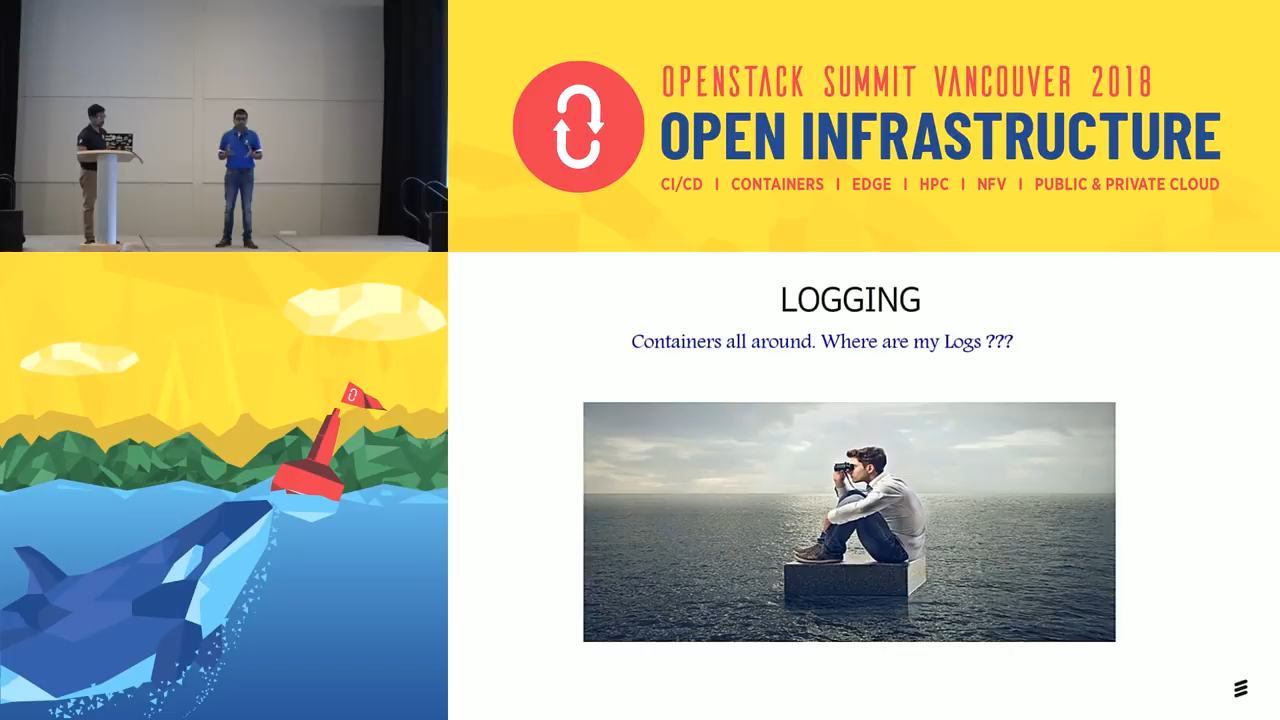 OPENSTACK SUMMIT VANCOUVER 2018
OPEN INFRASTRUCTURE
CI/CD | CONTAINERS | EDGE | HPC | NFV | PUBLIC & PRIVATE CLOUD
LOGGING
Containers all around. Where are my Logs ???